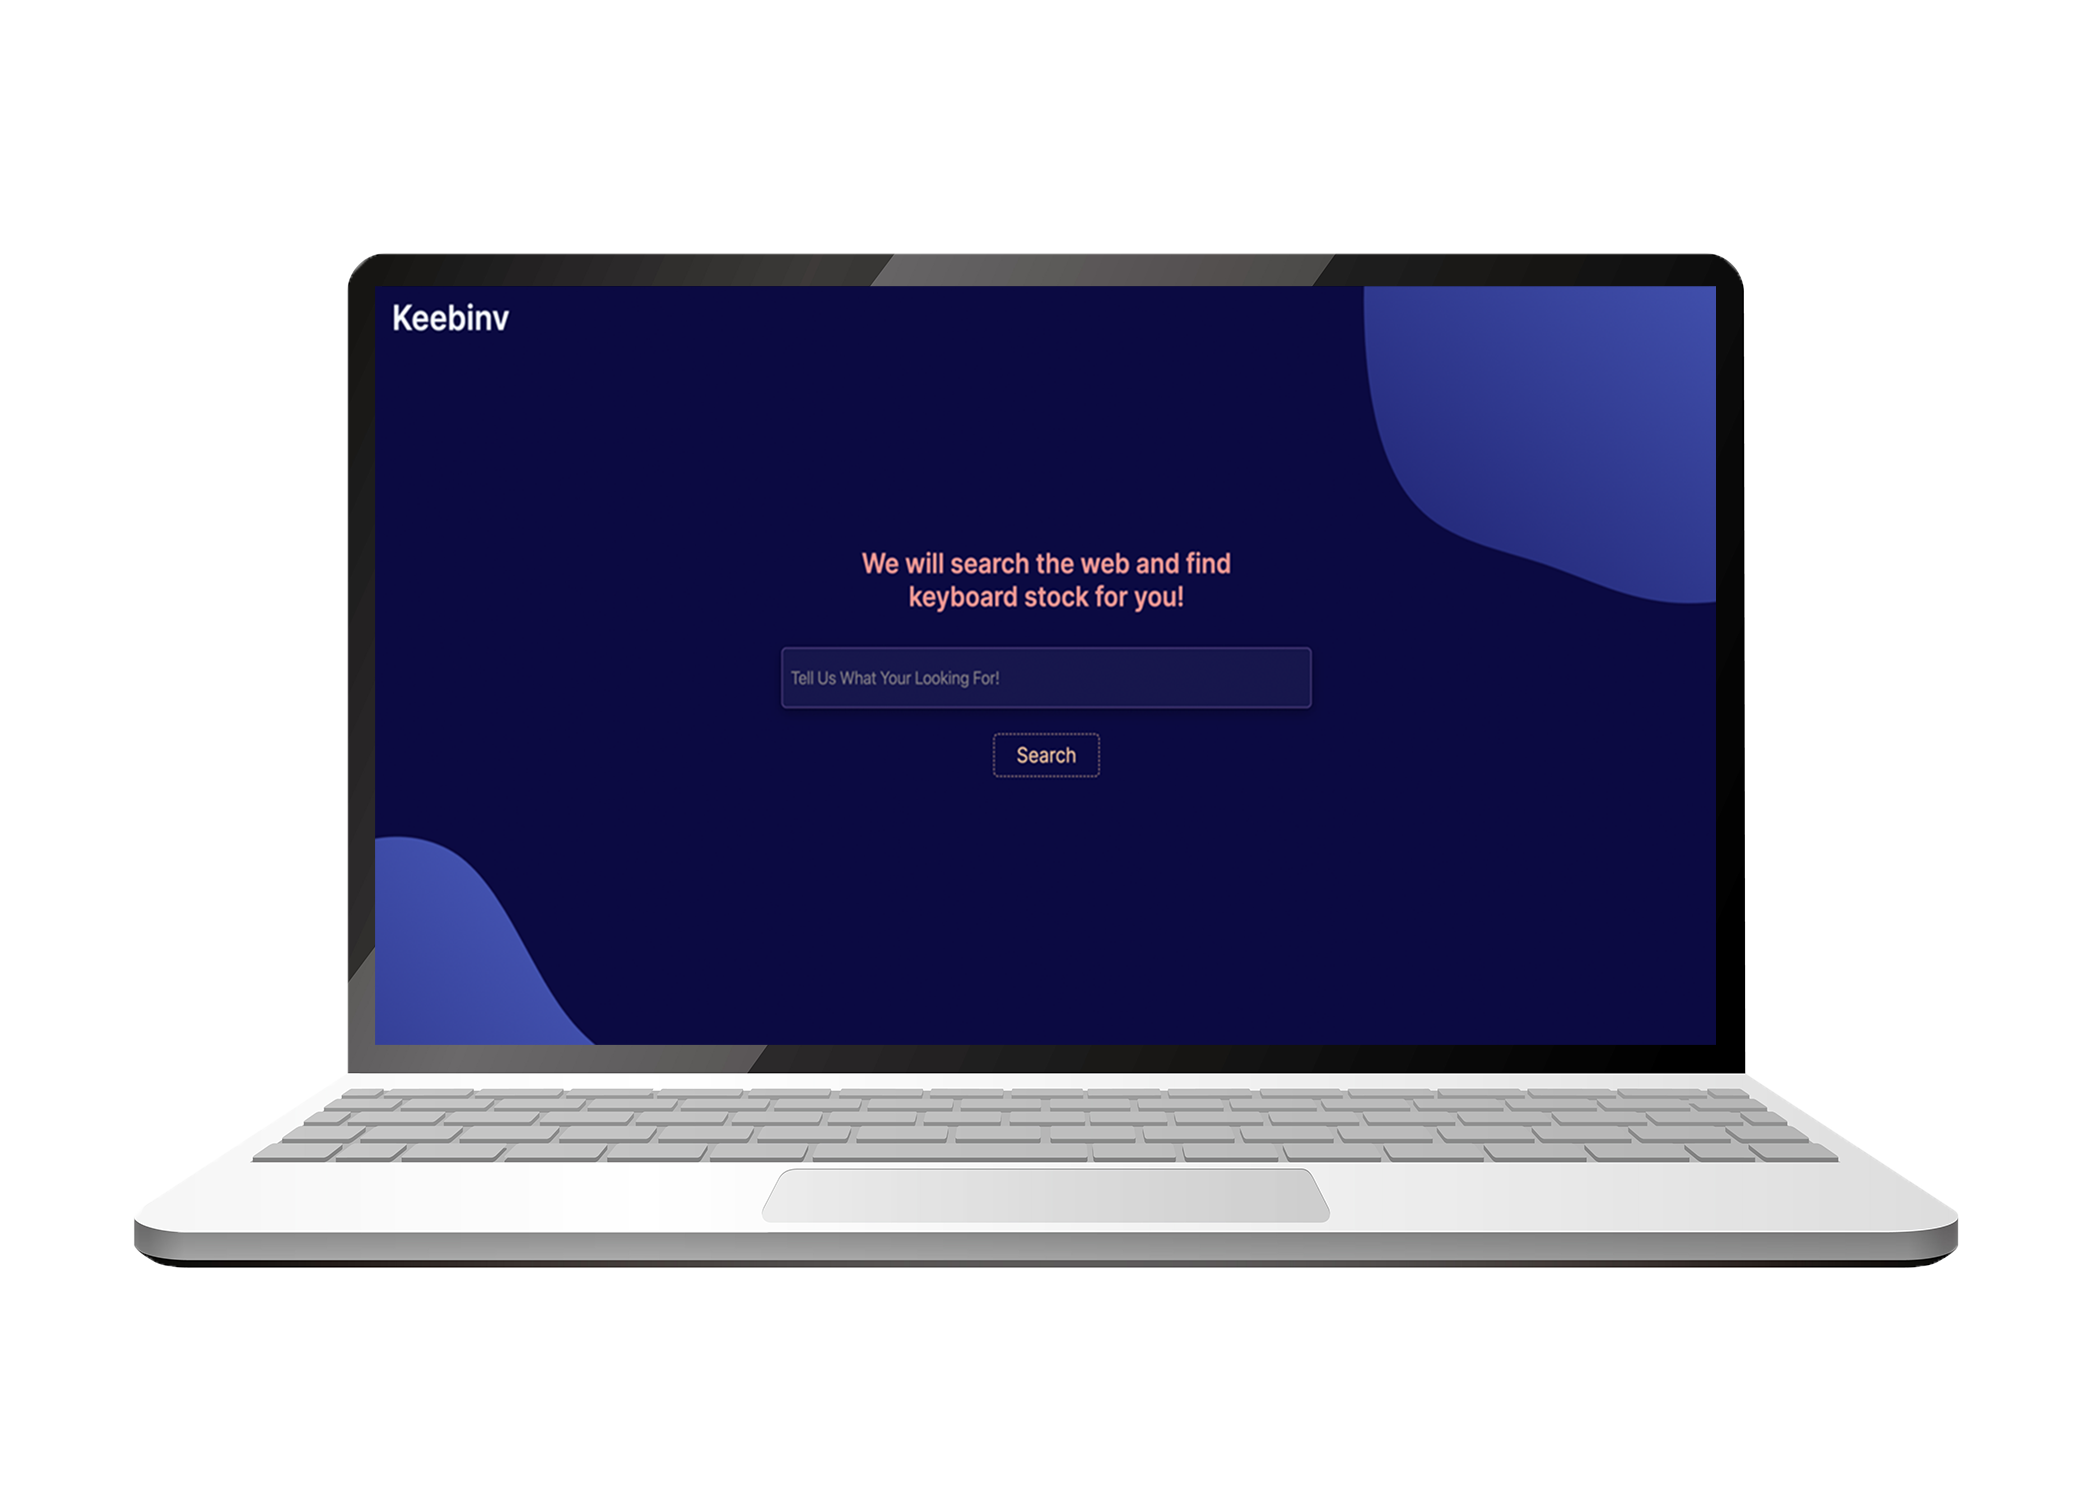 Keebinv
We will search the web and find
keyboard stock for you!
Tell Us What Your Looking For!
Search